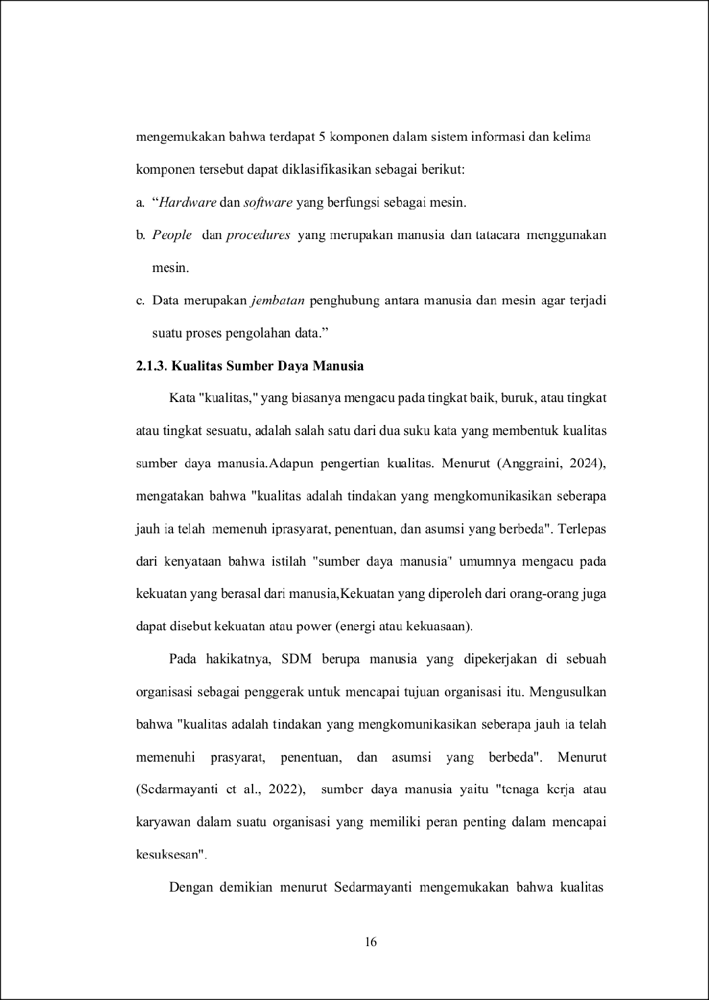 mengemukakan bahwa terdapat 5 komponen dalam sistem informasi dan kelima
komponen tersebut dapat diklasifikasikan sebagai berikut:
a. “Hardware dan software yang berfungsi sebagai mesin.
b. People dan procedures yang merupakan manusia dan tatacara menggunakan
mesin.
c. Data merupakan jembatan penghubung antara manusia dan mesin agar terjadi
suatu proses pengolahan data.”
2.1.3. Kualitas Sumber Daya Manusia
Kata "kualitas," yang biasanya mengacu pada tingkat baik, buruk, atau tingkat
atau tingkat sesuatu, adalah salah satu dari dua suku kata yang membentuk kualitas
sumber daya manusia.Adapun pengertian kualitas. Menurut (Anggraini, 2024),
mengatakan bahwa "kualitas adalah tindakan yang mengkomunikasikan seberapa
jauh ia telah memenuh iprasyarat, penentuan, dan asumsi yang berbeda". Terlepas
dari kenyataan bahwa istilah "sumber daya manusia" umumnya mengacu pada
kekuatan yang berasal dari manusia,Kekuatan yang diperoleh dari orang-orang juga
dapat disebut kekuatan atau power (energi atau kekuasaan).
Pada hakikatnya, SDM berupa manusia yang dipekerjakan di sebuah
organisasi sebagai penggerak untuk mencapai tujuan organisasi itu. Mengusulkan
bahwa "kualitas adalah tindakan yang mengkomunikasikan seberapa jauh ia telah
memenuhi prasyarat, penentuan, dan asumsi yang berbeda". Menurut
(Sedarmayanti et al., 2022), sumber daya manusia yaitu "tenaga kerja atau
karyawan dalam suatu organisasi yang memiliki peran penting dalam mencapai
kesuksesan".
Dengan demikian menurut Sedarmayanti mengemukakan bahwa kualitas
16